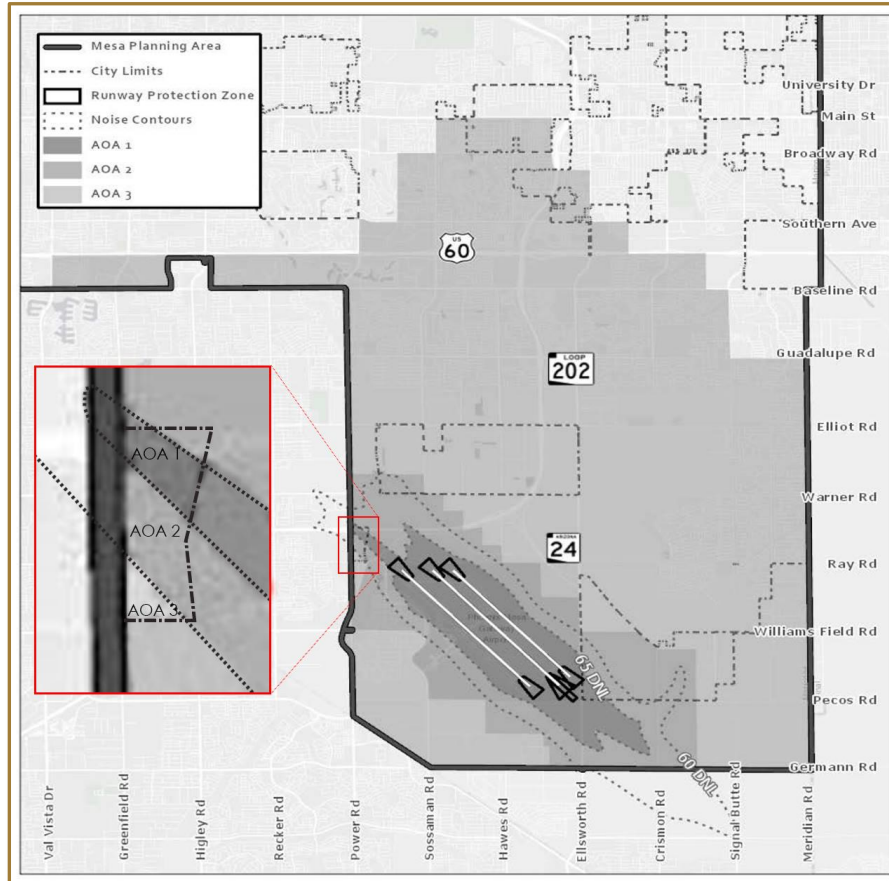 Mesa Planning Area
City Limits
Runway Protection Zone
Noise Contours
AOA 1
AOA 2
AOA 3
University Dr
Main St
Broadway Rd
Southern Ave
US
60
Baseline Rd
Guadalupe Rd
LOOP
202
Elliot Rd
AOA 1
Warner Rd
AOA 2
ARIZONA
24
Ray Rd
AOA 3
Williams Field Rd
65 DNL
Pecos Rd
60 DNL
Germann Rd
Val Vista Dr
Greenfield Rd
Higley Rd
Recker Rd
Power Rd
Sossaman Rd
Hawes Rd
Ellsworth Rd
Crismon Rd
Signal Butte Rd
Meridian Rd